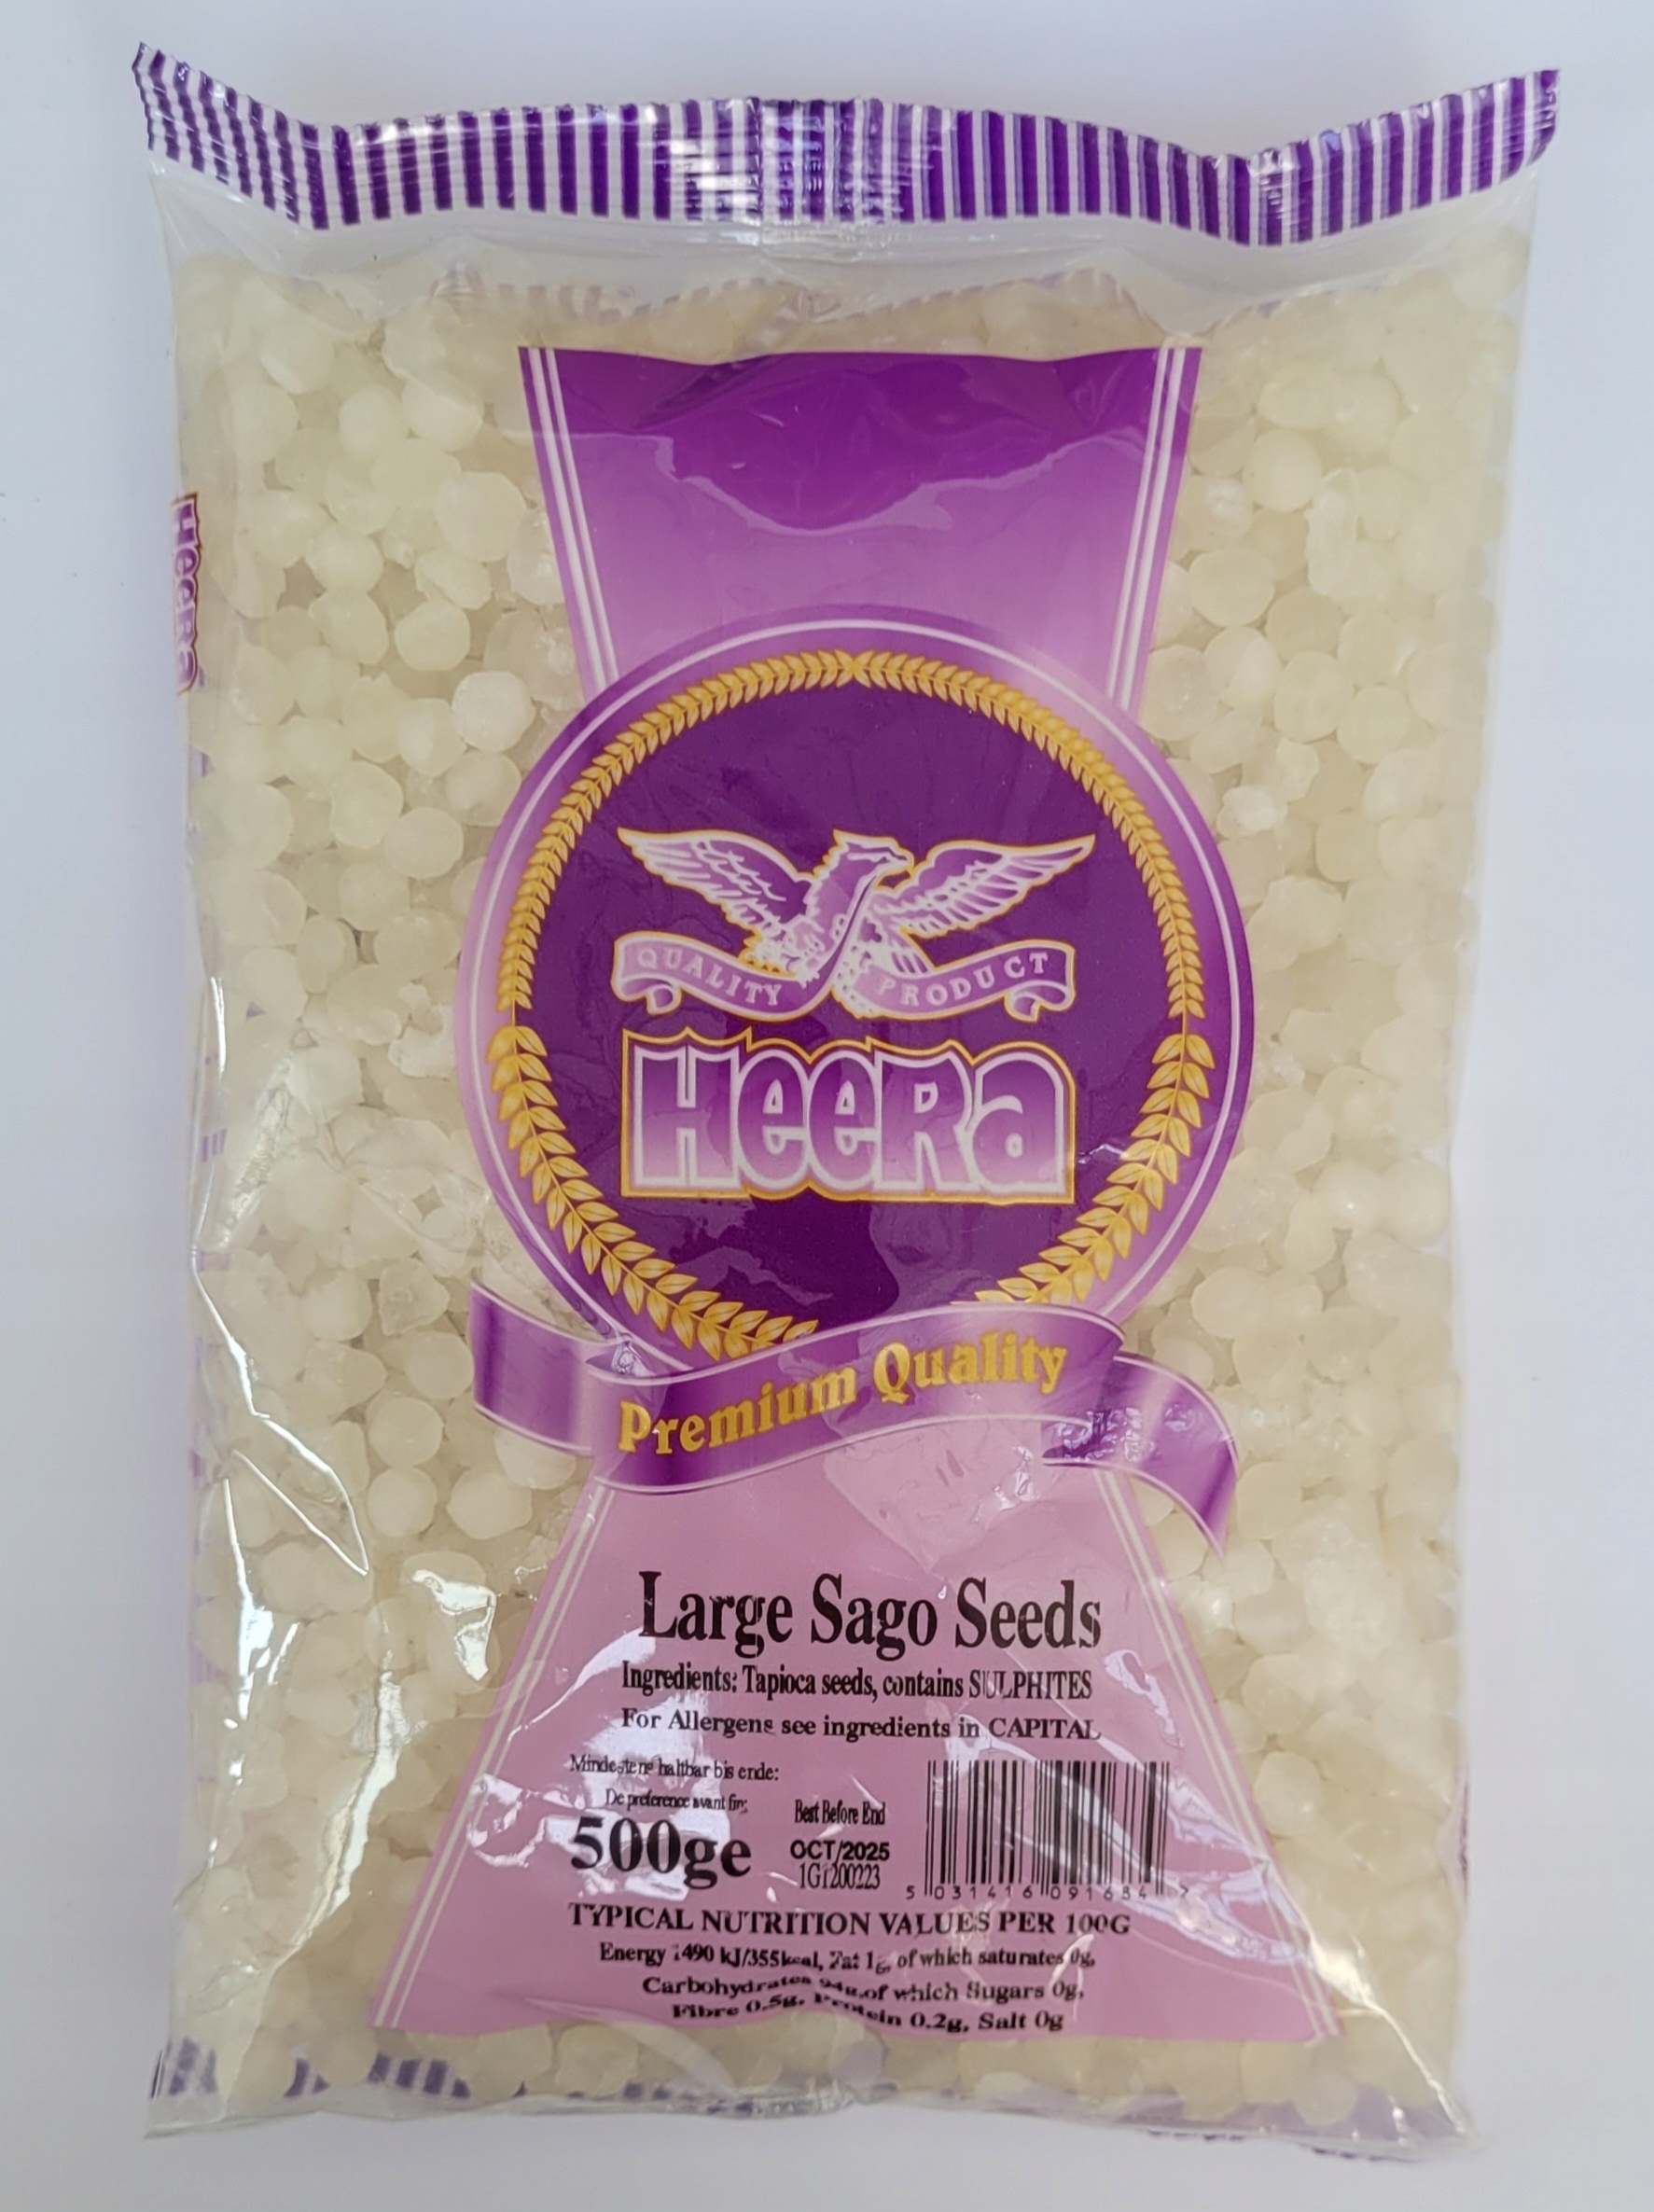 HeeRa
QUALITY PRODUCT
HeeRa
Premium Quality
Large Sago Seeds
Ingredients: Tapioca seeds, contains SULPHITES
For Allergens see ingredients in CAPITAL
Mindestens haltbar bis ende:
De preference avant fin:
500ge
Best Before End
OCT/2025
1G1200223
5 031416 091684
TYPICAL NUTRITION VALUES PER 100G
Energy 1490 kJ/355kcal, Fat 1g, of which saturates 0g,
Carbohydrates 94g.of which Sugars 0g,
Fibre 0.5g, Protein 0.2g, Salt 0g